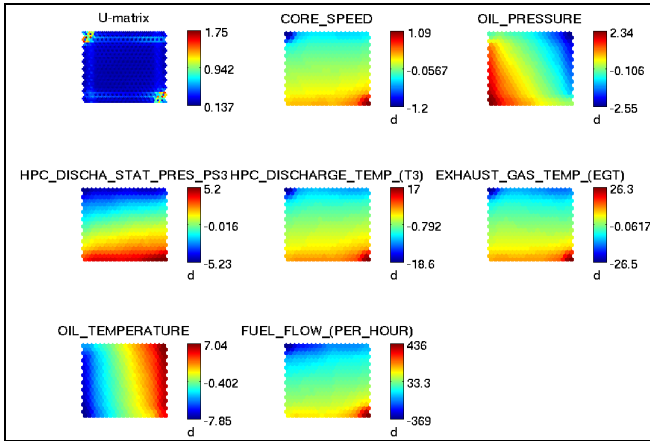 U-matrix
1.75
0.942
0.137
CORE_SPEED
1.09
-0.0567
-1.2
d
OIL_PRESSURE
2.34
-0.106
-2.55
d
HPC_DISCHA_STAT_PRES_PS3
5.2
-0.016
-5.23
d
HPC_DISCHARGE_TEMP_(T3)
17
-0.792
-18.6
d
EXHAUST_GAS_TEMP_(EGT)
26.3
-0.0617
-26.5
d
OIL_TEMPERATURE
7.04
-0.402
-7.85
d
FUEL_FLOW_(PER_HOUR)
436
33.3
-369
d